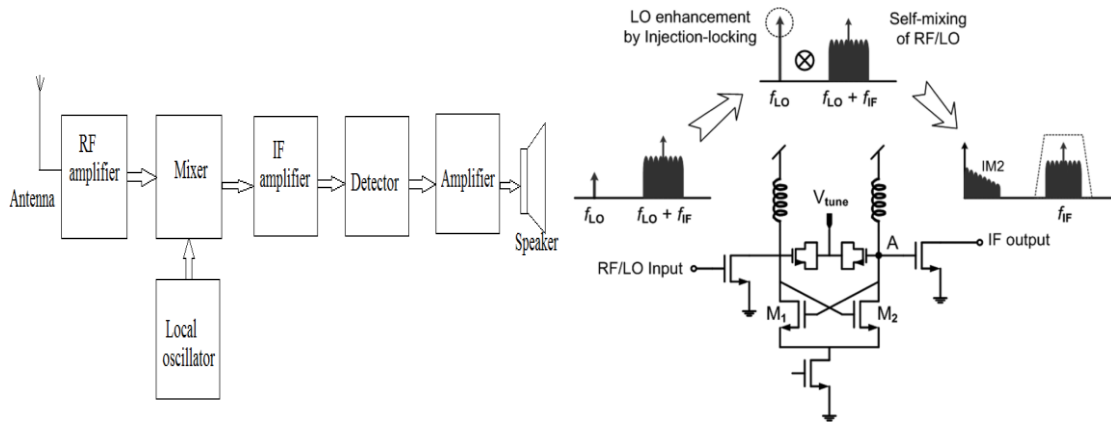 Antenna
RF
amplifier
Mixer
IF
amplifier
Detector
Amplifier
Speaker
Local
oscillator
LO enhancement
by Injection-locking
fLO
fLO + fIF
Self-mixing
of RF/LO
fLO
fLO + fIF
IM2
fIF
Vtune
A
IF output
RF/LO Input
M1
M2